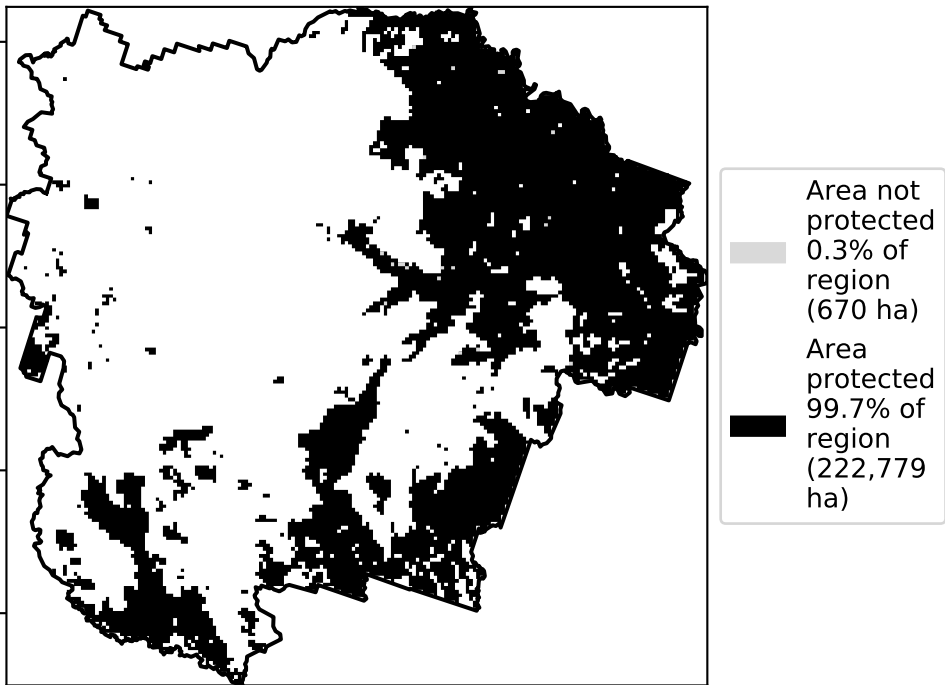 Area not
protected
0.3% of
region
(670 ha)
Area
protected
99.7% of
region
(222,779
ha)